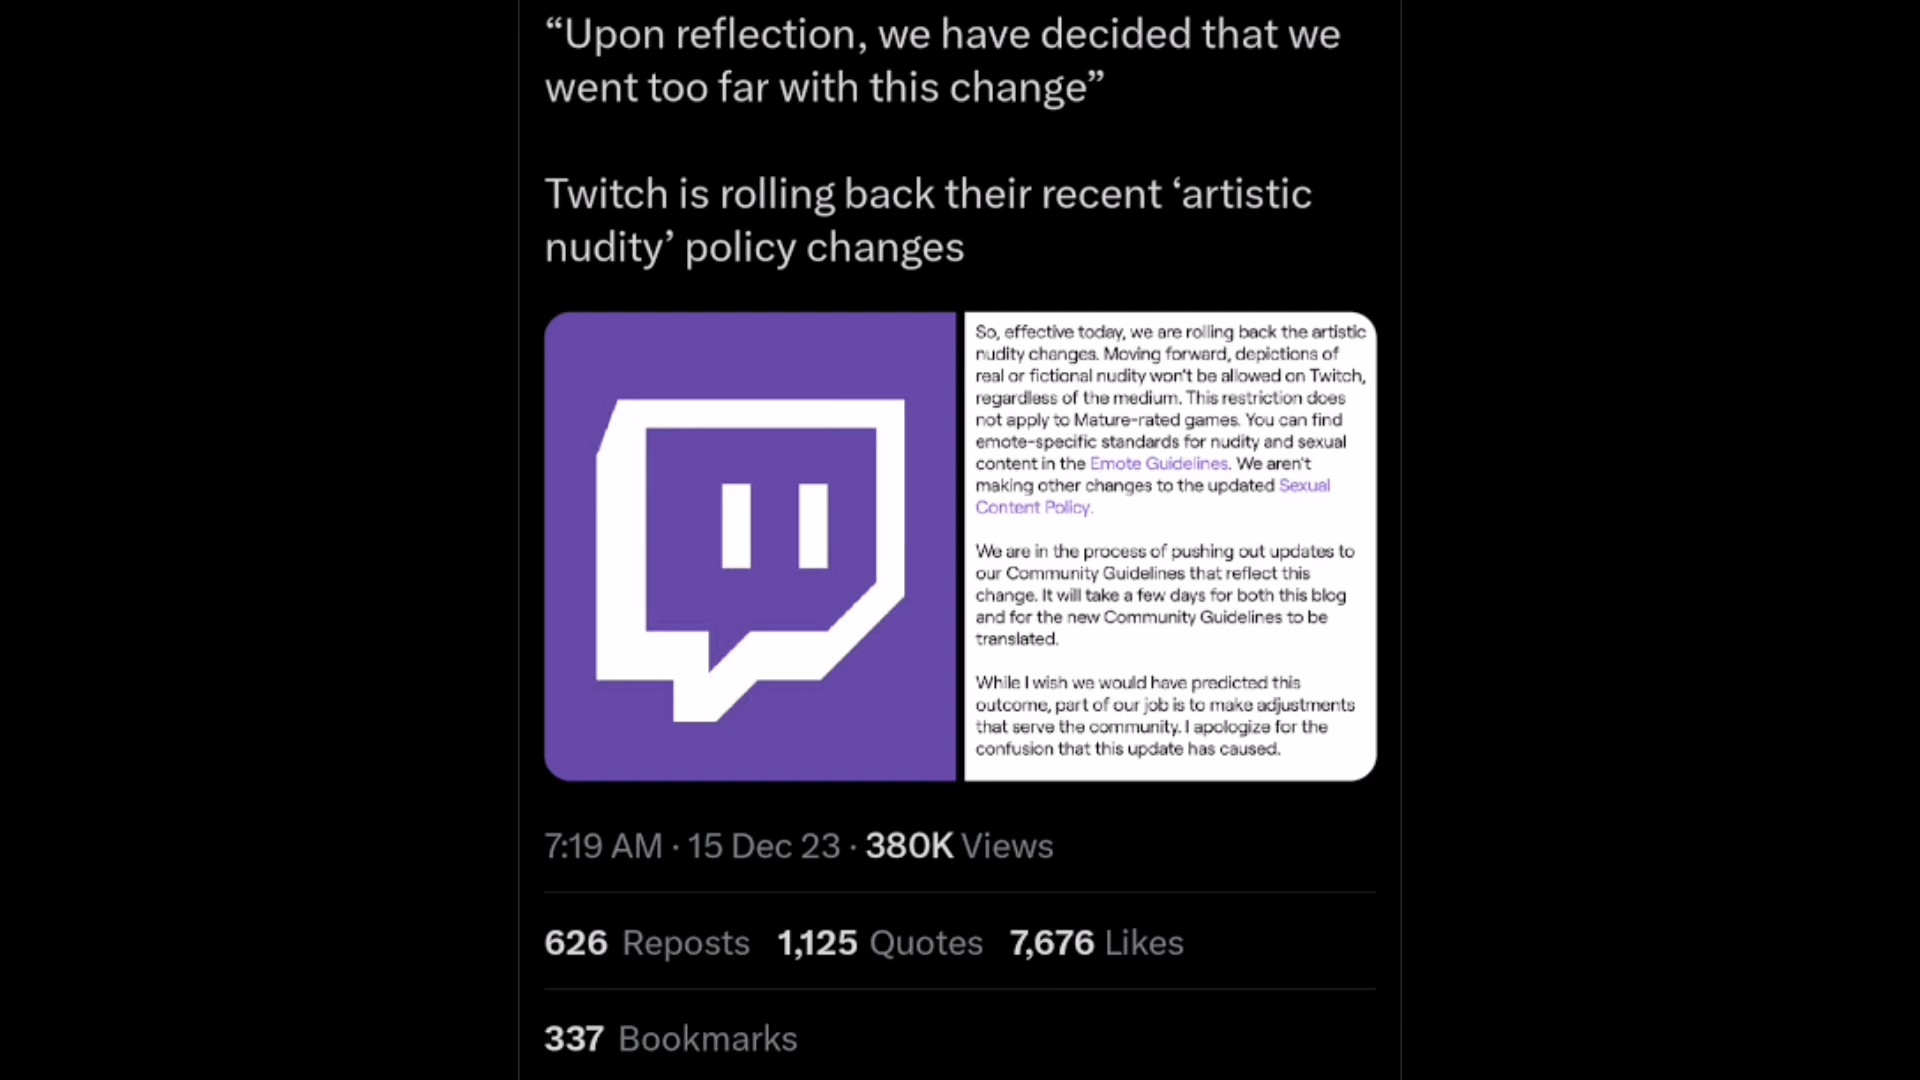 “Upon reflection, we have decided that we
went too far with this change”
Twitch is rolling back their recent ‘artistic
nudity’ policy changes
So, effective today, we are rolling back the artistic
nudity changes. Moving forward, depictions of
real or fictional nudity won't be allowed on Twitch,
regardless of the medium. This restriction does
not apply to Mature-rated games. You can find
emote-specific standards for nudity and sexual
content in the Emote Guidelines. We aren't
making other changes to the updated Sexual
Content Policy.
We are in the process of pushing out updates to
our Community Guidelines that reflect this
change. It will take a few days for both this blog
and for the new Community Guidelines to be
translated.
While I wish we would have predicted this
outcome, part of our job is to make adjustments
that serve the community. I apologize for the
confusion that this update has caused.
7:19 AM · 15 Dec 23 · 380K Views
626 Reposts 1,125 Quotes 7,676 Likes
337 Bookmarks